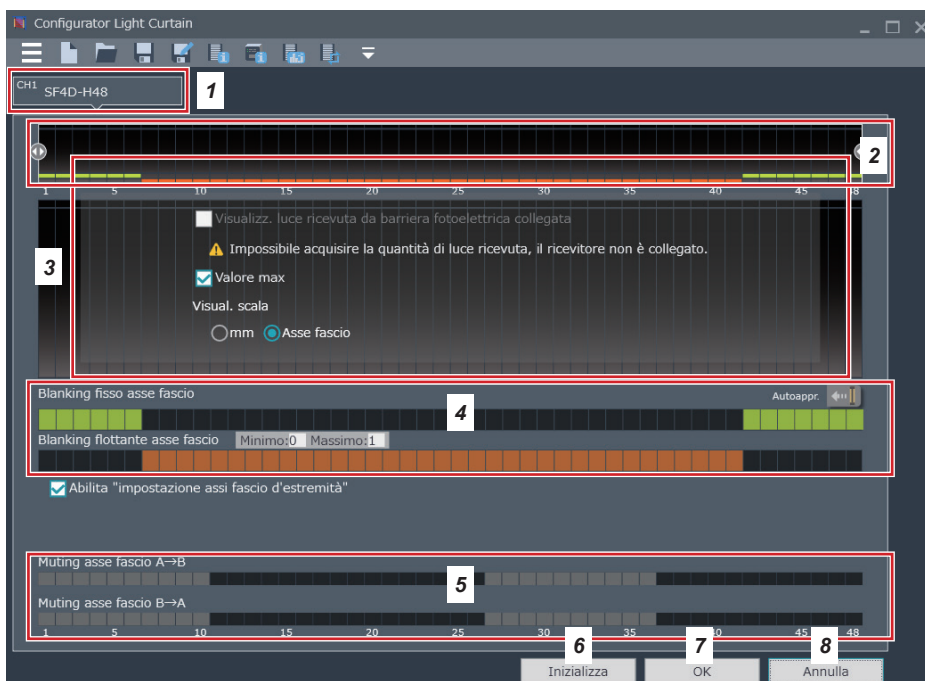 Configurator Light Curtain
CH1 SF4D-H48
1
2
1 5 10 15 20 25 30 35 40 45 48
3
Visualizz. luce ricevuta da barriera fotoelettrica collegata
Impossibile acquisire la quantità di luce ricevuta, il ricevitore non è collegato.
Valore max
Visual. scala
mm Asse fascio
Blanking fisso asse fascio
Autoappr.
4
Blanking flottante asse fascio Minimo:0 Massimo:1
Abilita "impostazione assi fascio d'estremità"
Muting asse fascio A→B
5
Muting asse fascio B→A
1 5 10 15 20 25 30 35 40 45 48
6 7 8
Inizializza OK Annulla